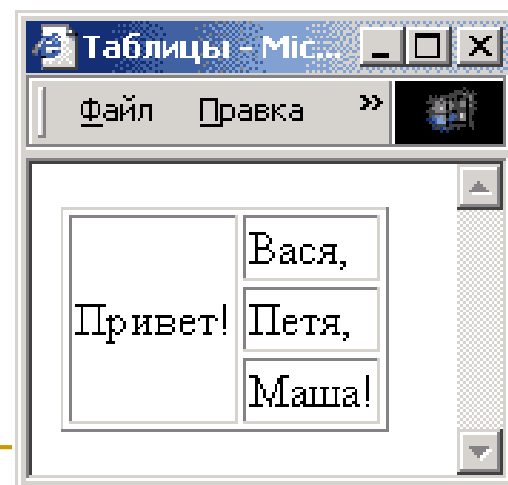 Таблицы - Mic...
Файл Правка »
Привет!
Вася,
Петя,
Маша!